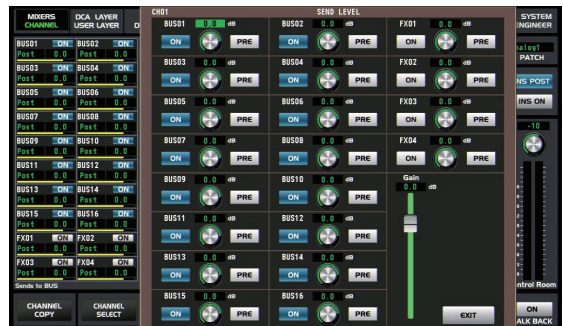 MIXERS
CHANNEL
DCA LAYER
USER LAYER
D
CH01
SEND LEVEL
SYSTEM
NGINEER
BUS01 ON BUS02 ON
Post 0.0 Post 0.0
BUS03 ON BUS04 ON
Post 0.0 Post 0.0
BUS05 ON BUS06 ON
Post 0.0 Post 0.0
BUS07 ON BUS08 ON
Post 0.0 Post 0.0
BUS09 ON BUS10 ON
Post 0.0 Post 0.0
BUS11 ON BUS12 ON
Post 0.0 Post 0.0
BUS13 ON BUS14 ON
Post 0.0 Post 0.0
BUS15 ON BUS16 ON
Post 0.0 Post 0.0
FX01 ON FX02 ON
Post 0.0 Post 0.0
FX03 ON FX04 ON
Post 0.0 Post 0.0
Sends to BUS
CHANNEL
COPY
CHANNEL
SELECT
BUS01 0.0 dB BUS02 0.0 dB FX01 0.0 dB
ON PRE ON PRE ON PRE
BUS03 0.0 dB BUS04 0.0 dB FX02 0.0 dB
ON PRE ON PRE ON PRE
BUS05 0.0 dB BUS06 0.0 dB FX03 0.0 dB
ON PRE ON PRE ON PRE
BUS07 0.0 dB BUS08 0.0 dB FX04 0.0 dB
ON PRE ON PRE ON PRE
BUS09 0.0 dB BUS10 0.0 dB Gain
ON PRE ON PRE 0.0 dB
BUS11 0.0 dB BUS12 0.0 dB
ON PRE ON PRE
BUS13 0.0 dB BUS14 0.0 dB
ON PRE ON PRE
BUS15 0.0 dB BUS16 0.0 dB
ON PRE ON PRE
EXIT
nalog1
PATCH
NS POST
INS ON
-10
ntrol Room
ON
ALK BACK